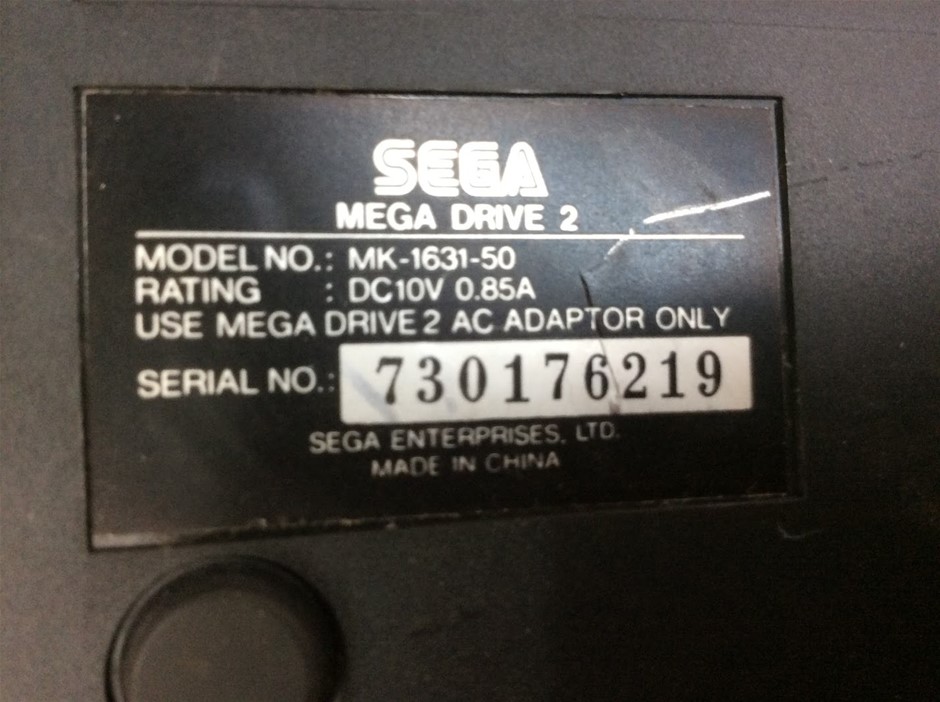 SEGA
MEGA DRIVE 2
MODEL NO.: MK-1631-50
RATING : DC10V 0.85A
USE MEGA DRIVE 2 AC ADAPTOR ONLY
SERIAL NO.: 730176219
SEGA ENTERPRISES, LTD.
MADE IN CHINA